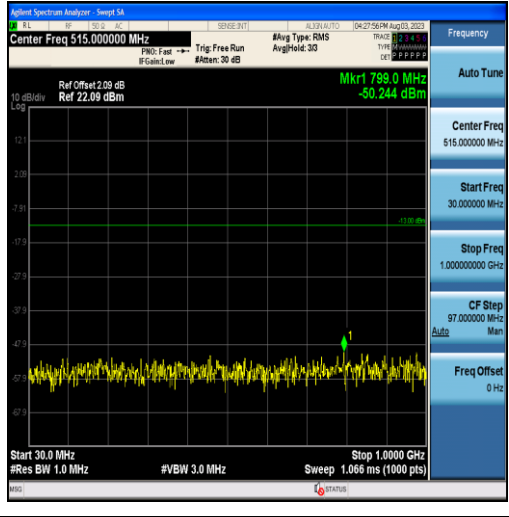 Agilent Spectrum Analyzer - Swept SA
RL RF 50 Ω AC SENSE:INT ALIGN AUTO 04:27:56 PM Aug 03, 2023
Center Freq 515.000000 MHz
PNO: Fast
IFGain:Low
Trig: Free Run
#Atten: 30 dB
#Avg Type: RMS
Avg|Hold: 3/3
TRACE 1 2 3 4 5 6
TYPE M WWWWW
DET P P P P P P
Frequency
Mkr1 799.0 MHz
-50.244 dBm
Ref Offset 2.09 dB
Ref 22.09 dBm
10 dB/div
Log
12.1
2.09
-7.91
-17.9
-27.9
-37.9
-47.9
-57.9
-67.9
-13.00 dBm
1
Start 30.0 MHz
Stop 1.0000 GHz
#Res BW 1.0 MHz
#VBW 3.0 MHz
Sweep 1.066 ms (1000 pts)
MSG
STATUS
Auto Tune
Center Freq
515.000000 MHz
Start Freq
30.000000 MHz
Stop Freq
1.000000000 GHz
CF Step
97.000000 MHz
Auto Man
Freq Offset
0 Hz